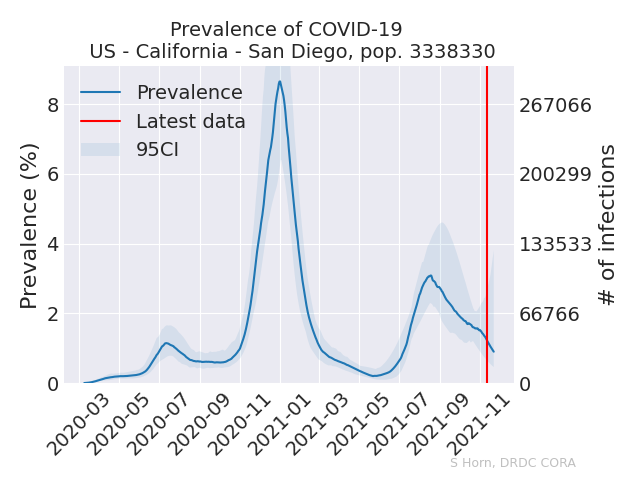 Prevalence of COVID-19
US - California - San Diego, pop. 3338330
Prevalence
Latest data
95CI
Prevalence (%)
8
6
4
2
0
267066
200299
133533
66766
0
# of infections
2020-03
2020-05
2020-07
2020-09
2020-11
2021-01
2021-03
2021-05
2021-07
2021-09
2021-11
S Horn, DRDC CORA